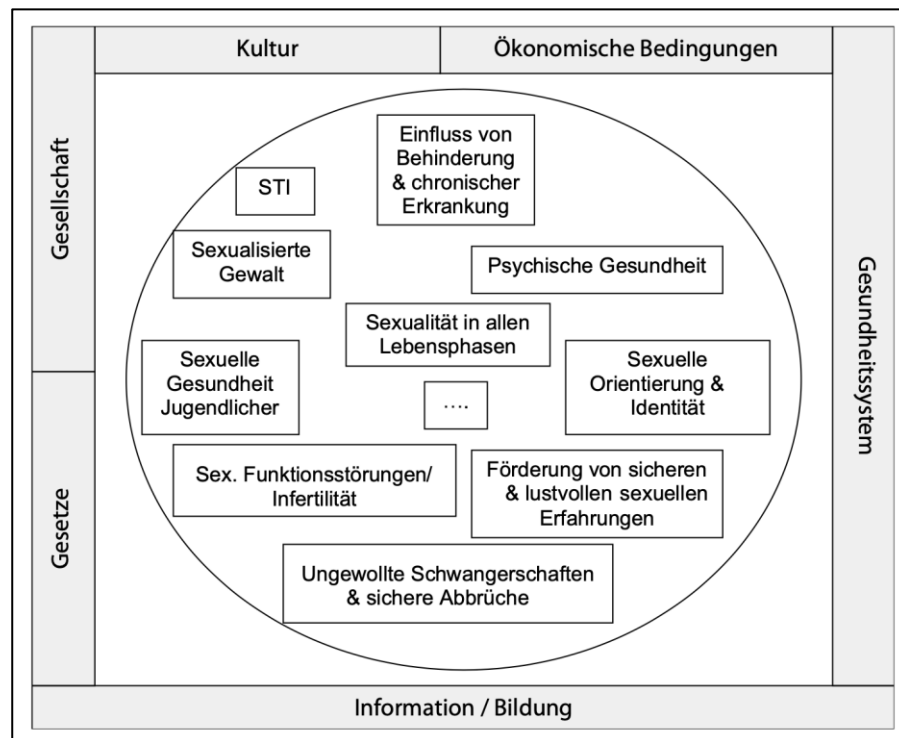 Kultur
Ökonomische Bedingungen
Gesellschaft
Gesetze
Gesundheitssystem
Einfluss von
Behinderung
& chronischer
Erkrankung
STI
Sexualisierte
Gewalt
Psychische Gesundheit
Sexualität in allen
Lebensphasen
Sexuelle
Gesundheit
Jugendlicher
Sexuelle
Orientierung &
Identität
....
Sex. Funktionsstörungen/
Infertilität
Förderung von sicheren
& lustvollen sexuellen
Erfahrungen
Ungewollte Schwangerschaften
& sichere Abbrüche
Information / Bildung